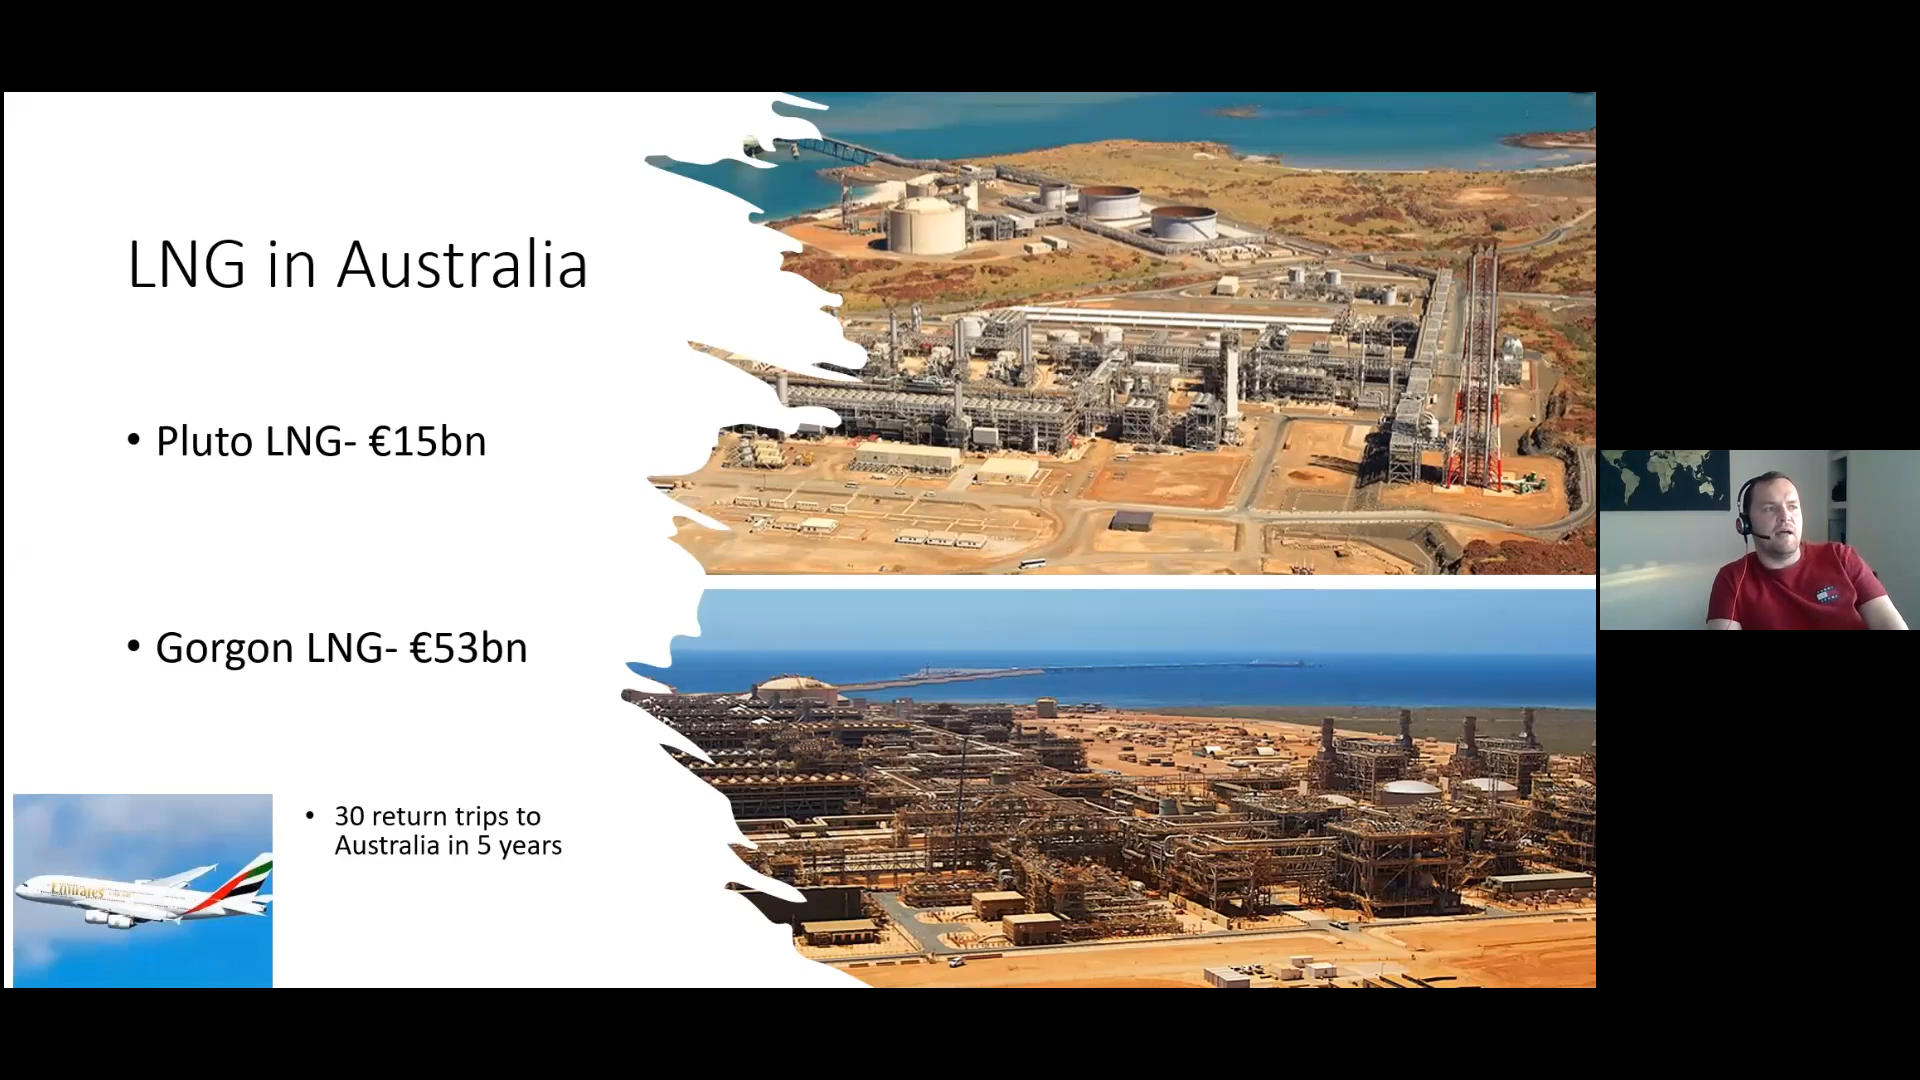 LNG in Australia
• Pluto LNG- €15bn
• Gorgon LNG- €53bn
• 30 return trips to
Australia in 5 years
Emirates